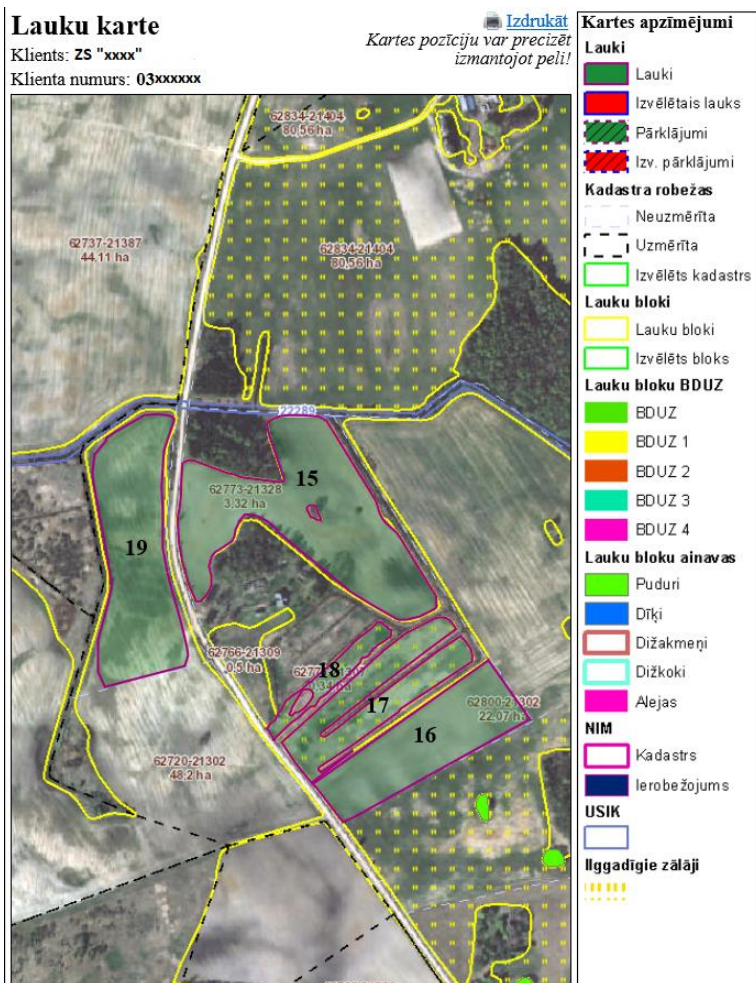 Lauku karte
Izdrukāt
Klients: ZS "xxxx"
Kartes pozīciju var precizēt
izmantojot peli!
Klienta numurs: 03xxxxxx
62834-21404
80,56 ha
62737-21387
44,11 ha
62834-21404
80,56 ha
22289
15
62773-21328
3,32 ha
19
62766-21309
0,5 ha
18
17
62800-21302
22,07 ha
16
62720-21302
48,2 ha
Kartes apzīmējumi
Lauki
Lauki
Izvēlētais lauks
Pārklājumi
Izv. pārklājumi
Kadastra robežas
Neuzmērīta
Uzmērīta
Izvēlēts kadastrs
Lauku bloki
Lauku bloki
Izvēlēts bloks
Lauku bloku BDUZ
BDUZ
BDUZ 1
BDUZ 2
BDUZ 3
BDUZ 4
Lauku bloku ainavas
Puduri
Dīķi
Dižakmeņi
Dižkoki
Alejas
NIM
Kadastrs
Ierobežojums
USIK
Ilggadīgie zālāji